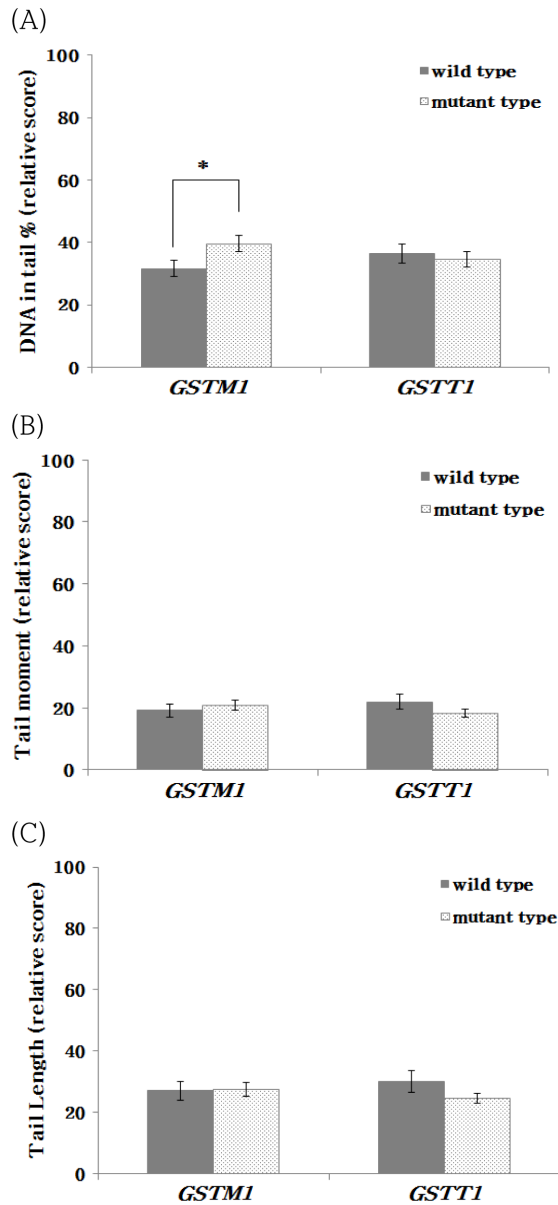 (A)
DNA in tail % (relative score)
100
80
60
40
20
0
wild type
mutant type
*
GSTM1
GSTT1
(B)
Tail moment (relative score)
100
80
60
40
20
0
wild type
mutant type
GSTM1
GSTT1
(C)
Tail Length (relative score)
100
80
60
40
20
0
wild type
mutant type
GSTM1
GSTT1